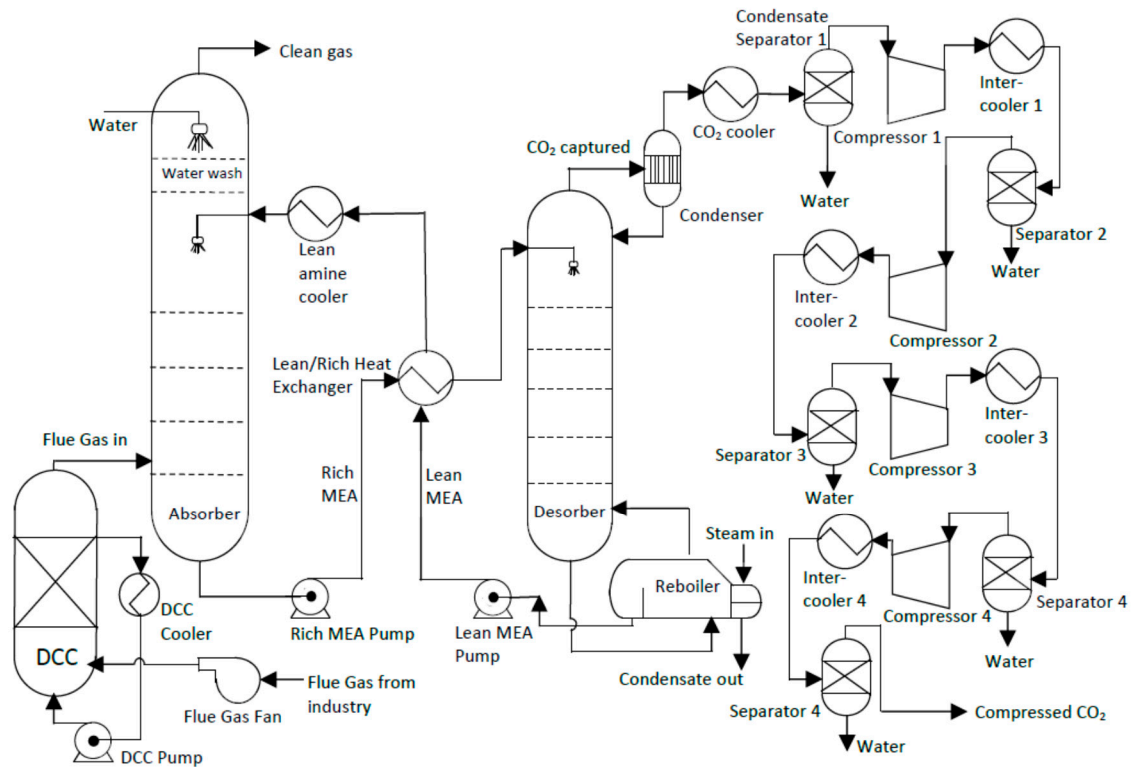 Clean gas
Water
Water wash
Lean
amine
cooler
Lean/Rich Heat
Exchanger
Flue Gas in
Rich
MEA
Lean
MEA
Absorber
DCC
Cooler
DCC
Flue Gas from
industry
Flue Gas Fan
DCC Pump
Rich MEA Pump
Lean MEA
Pump
CO₂ captured
Condenser
CO₂ cooler
Desorber
Reboiler
Steam in
Condensate out
Condensate
Separator 1
Water
Compressor 1
Inter-
cooler 1
Separator 2
Water
Inter-
cooler 2
Compressor 2
Separator 3
Water
Compressor 3
Inter-
cooler 3
Inter-
cooler 4
Compressor 4
Separator 4
Water
Separator 4
Water
Compressed CO₂